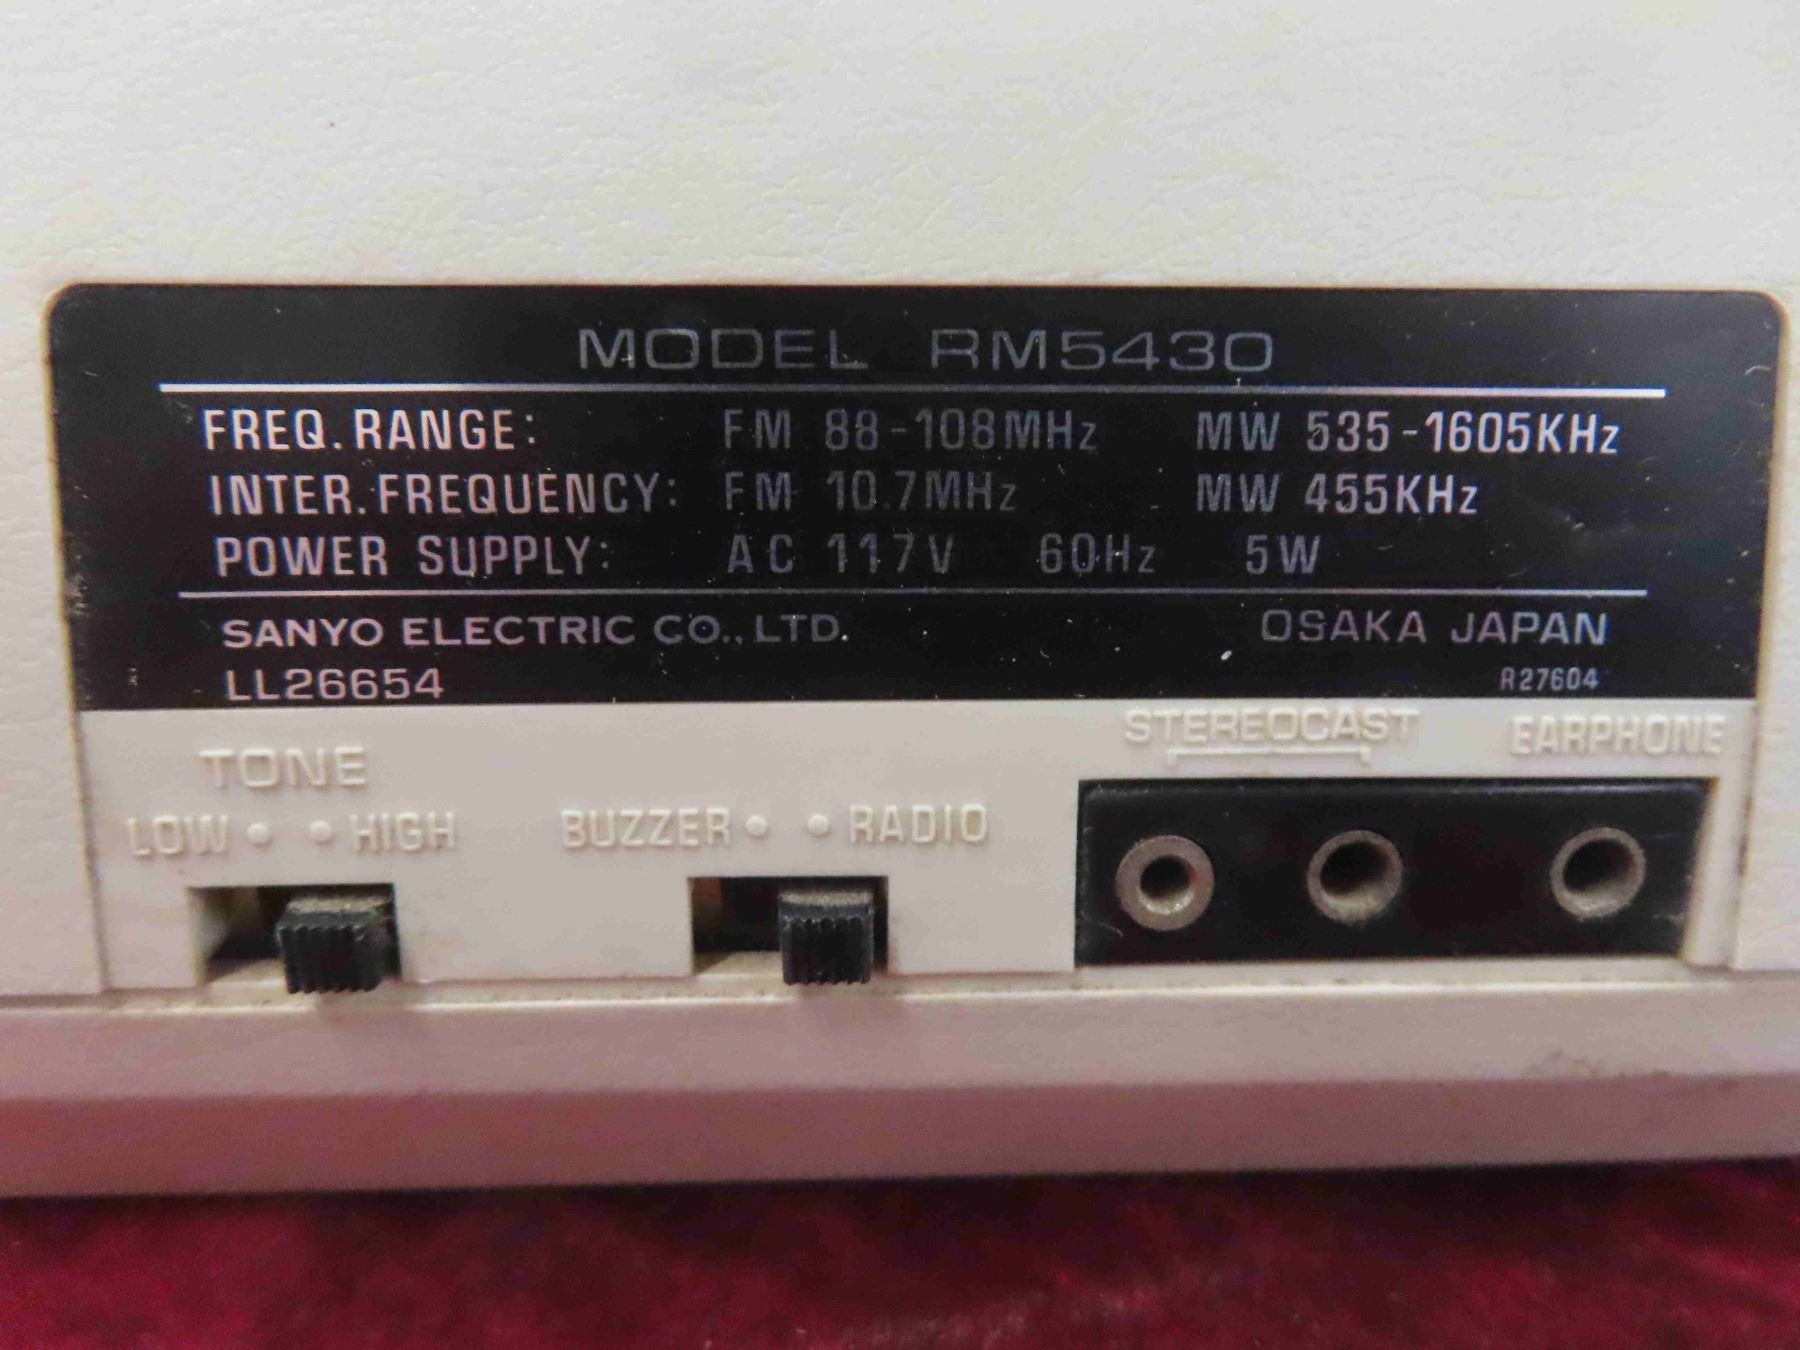 MODEL RM5430
FREQ. RANGE: FM 88-108MHz MW 535-1605KHz
INTER. FREQUENCY: FM 10.7MHz MW 455KHz
POWER SUPPLY: AC 117V 60Hz 5W
SANYO ELECTRIC CO., LTD. OSAKA JAPAN
LL26654 R27604
STEREOCAST EARPHONE
TONE
LOW HIGH BUZZER RADIO